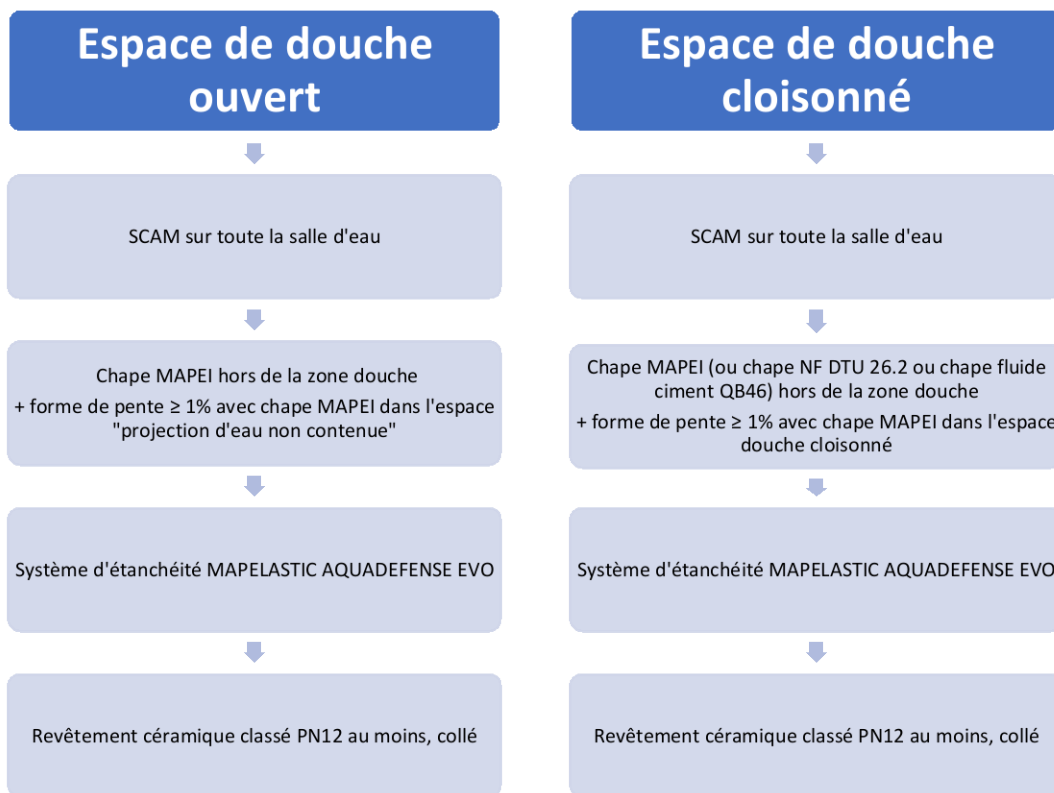 Espace de douche
ouvert
SCAM sur toute la salle d'eau
Chape MAPEI hors de la zone douche
+ forme de pente ≥ 1% avec chape MAPEI dans l'espace
"projection d'eau non contenue"
Système d'étanchéité MAPELASTIC AQUADEFENSE EVO
Revêtement céramique classé PN12 au moins, collé
Espace de douche
cloisonné
SCAM sur toute la salle d'eau
Chape MAPEI (ou chape NF DTU 26.2 ou chape fluide
ciment QB46) hors de la zone douche
+ forme de pente ≥ 1% avec chape MAPEI dans l'espace
douche cloisonné
Système d'étanchéité MAPELASTIC AQUADEFENSE EVO
Revêtement céramique classé PN12 au moins, collé